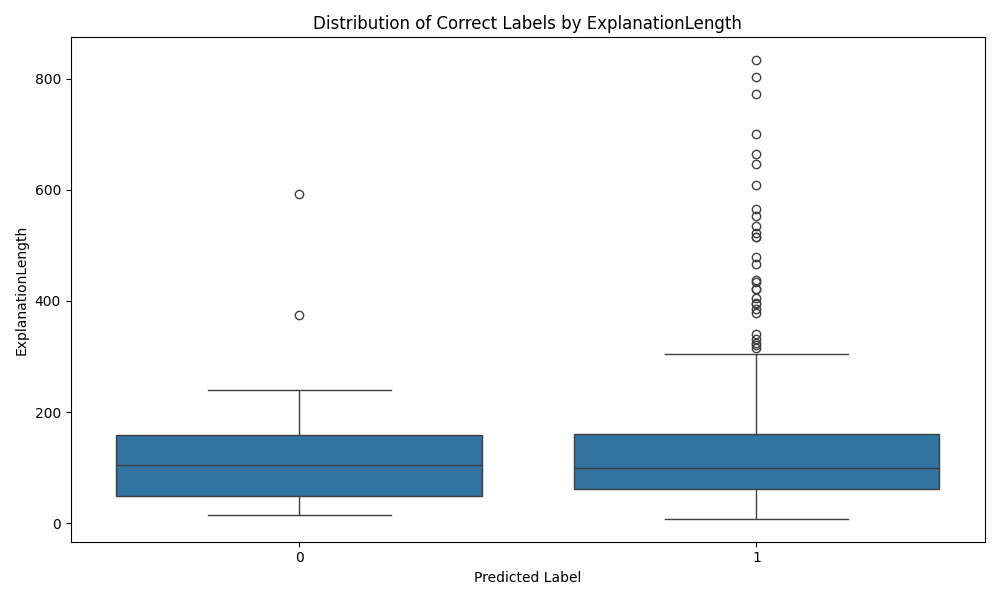 Distribution of Correct Labels by ExplanationLength
800
600
400
200
0
ExplanationLength
0
1
Predicted Label